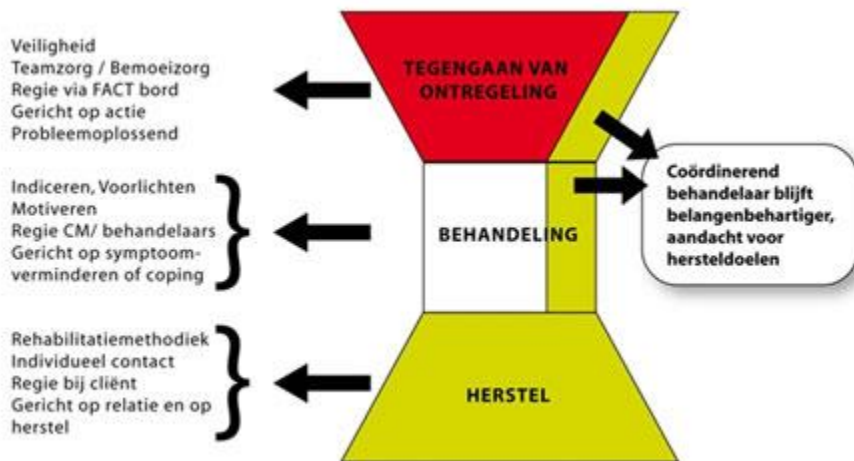 Veiligheid
Teamzorg / Bemoeizorg
Regie via FACT bord
Gericht op actie
Probleemoplossend
TEGENGAAN VAN
ONTREGELING
Coördinerend
behandelaar blijft
belangenbehartiger,
aandacht voor
hersteldoelen
Indiceren, Voorlichten
Motiveren
Regie CM/ behandelaars
Gericht op symptoom-
verminderen of coping
BEHANDELING
Rehabilitatiemethodiek
Individueel contact
Regie bij cliënt
Gericht op relatie en op
herstel
HERSTEL